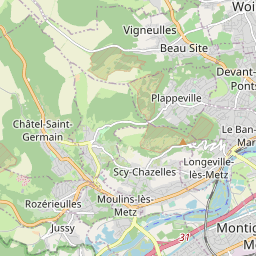 Woi
Vigneulles
Beau Site
Devant-
Ponts
Plappeville
Châtel-Saint-
Germain
Le Ban-
Mar
Longeville-
lès-Metz
Scy-Chazelles
Rozérieulles
Moulins-lès-
Metz
Jussy
Montig
31
M